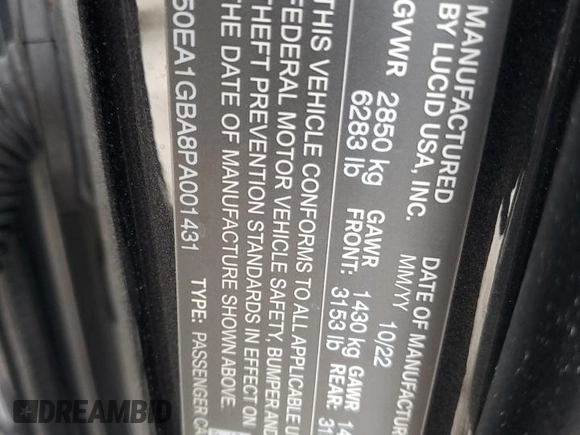 MANUFACTURED
BY LUCID USA, INC.
DATE OF MANUFACTURE
MM/YY
10/22
GVWR
2850 kg
6283 lb
GAWR
FRONT:
1430 kg
3153 lb
GAWR
REAR:
THIS VEHICLE CONFORMS TO ALL APPLICABLE
FEDERAL MOTOR VEHICLE SAFETY, BUMPER AND
THEFT PREVENTION STANDARDS IN EFFECT ON
THE DATE OF MANUFACTURE SHOWN ABOVE.
50EA1GBA8PA001431
TYPE: PASSENGER CA
DREAMBID